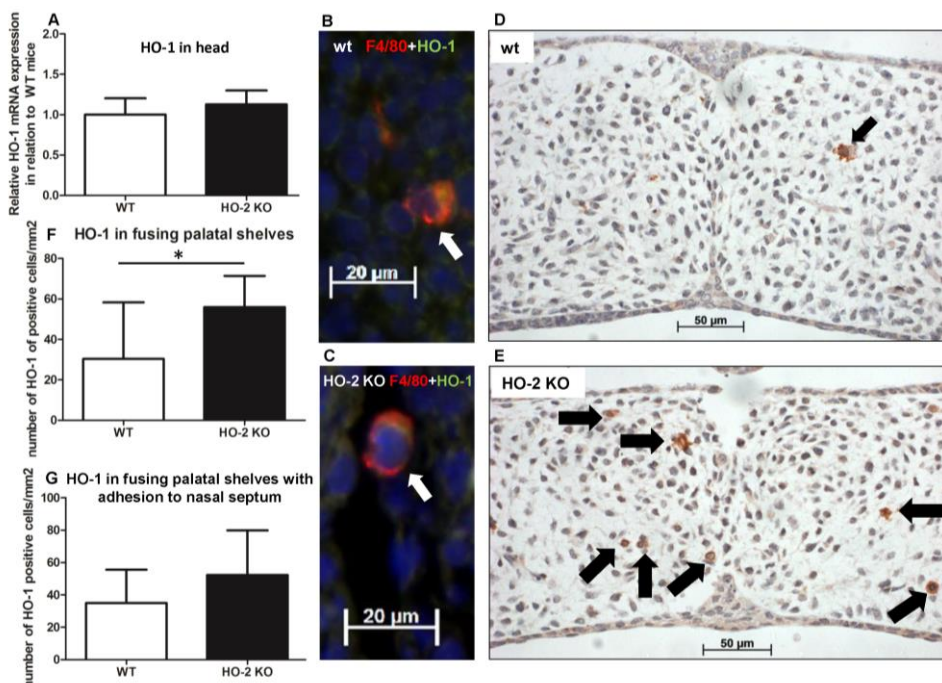 A
HO-1 in head
Relative HO-1 mRNA expression
in relation to WT mice
1.5
1.0
0.5
0.0
WT
HO-2 KO
F
HO-1 in fusing palatal shelves
*
number of HO-1 of positive cells/mm2
80
60
40
20
0
WT
HO-2 KO
G
HO-1 in fusing palatal shelves with
adhesion to nasal septum
number of HO-1 positive cells/mm2
100
80
60
40
20
0
WT
HO-2 KO
B
wt F4/80+HO-1
20 µm
C
HO-2 KO F4/80+HO-1
20 µm
D
wt
50 µm
E
HO-2 KO
50 µm